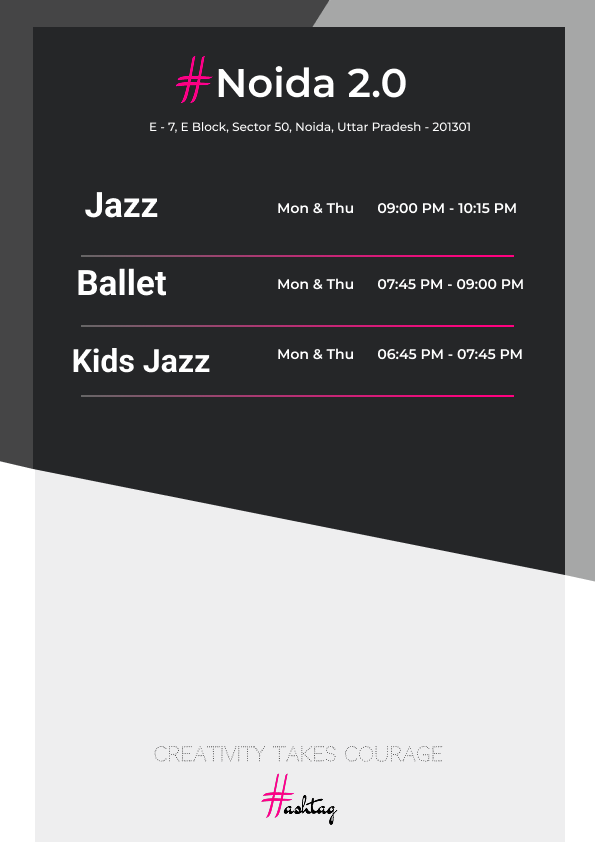 #Noida 2.0
E - 7, E Block, Sector 50, Noida, Uttar Pradesh - 201301
Jazz Mon & Thu 09:00 PM - 10:15 PM
Ballet Mon & Thu 07:45 PM - 09:00 PM
Kids Jazz Mon & Thu 06:45 PM - 07:45 PM
CREATIVITY TAKES COURAGE
#ashtag